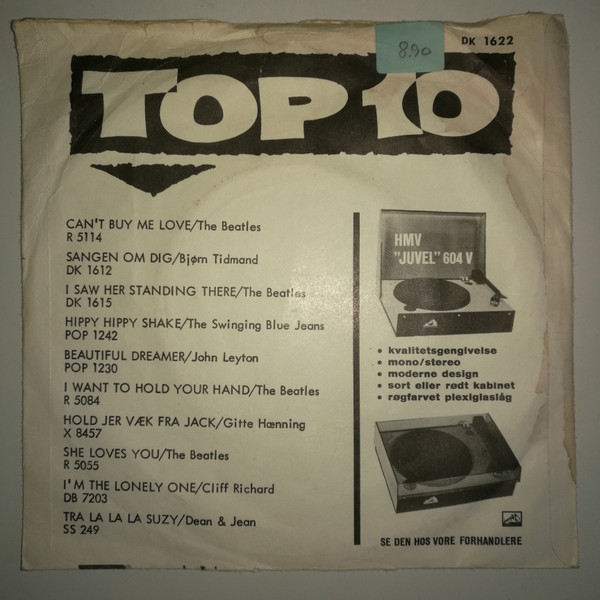 8.90
DK 1622
TOP 10
CAN'T BUY ME LOVE/The Beatles
R 5114
SANGEN OM DIG/Bjørn Tidmand
DK 1612
I SAW HER STANDING THERE/The Beatles
DK 1615
HIPPY HIPPY SHAKE/The Swinging Blue Jeans
POP 1242
BEAUTIFUL DREAMER/John Leyton
POP 1230
I WANT TO HOLD YOUR HAND/The Beatles
R 5084
HOLD JER VÆK FRA JACK/Gitte Hænning
X 8457
SHE LOVES YOU/The Beatles
R 5055
I'M THE LONELY ONE/Cliff Richard
DB 7203
TRA LA LA LA SUZY/Dean & Jean
SS 249
HMV
"JUVEL" 604 V
• kvalitetsgengivelse
• mono/stereo
• moderne design
• sort eller rødt kabinet
• røgfarvet plexiglaslåg
SE DEN HOS VORE FORHANDLERE